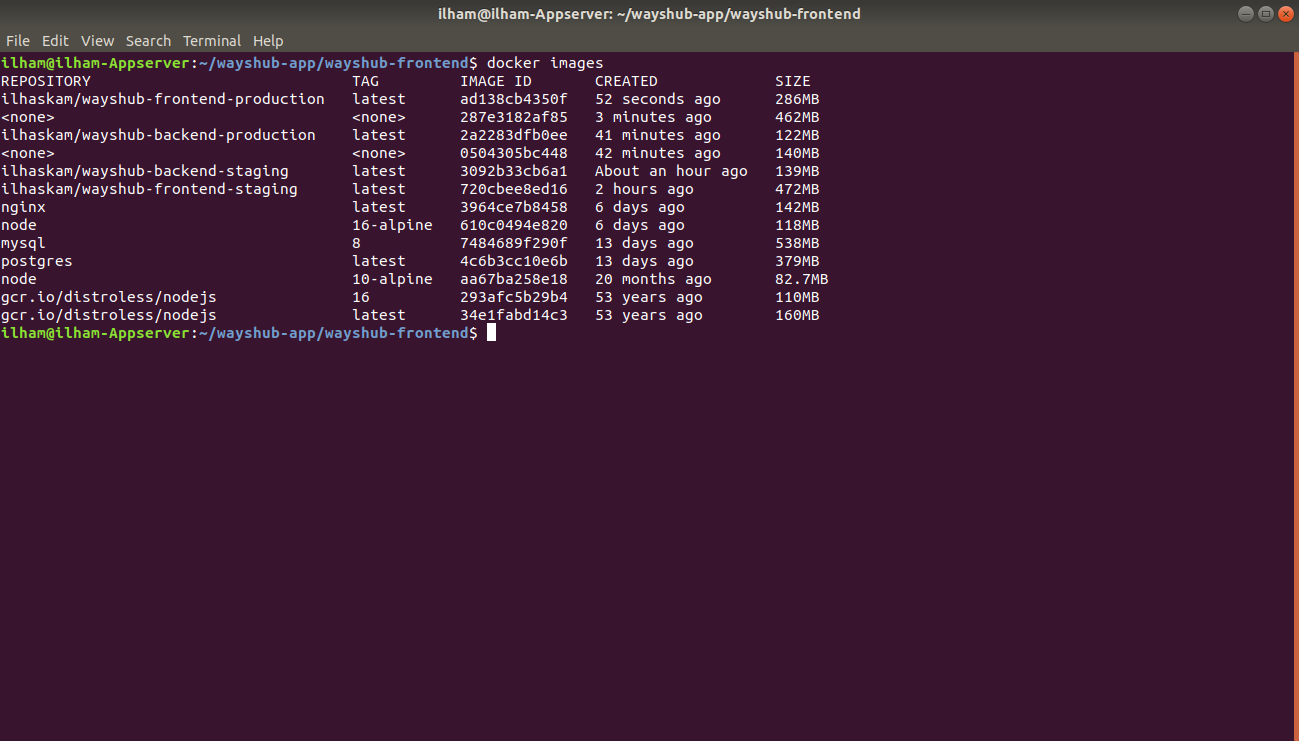 ilham@ilham-Appserver: ~/wayshub-app/wayshub-frontend
File Edit View Search Terminal Help
ilham@ilham-Appserver:~/wayshub-app/wayshub-frontend$ docker images
REPOSITORY TAG IMAGE ID CREATED SIZE
ilhaskam/wayshub-frontend-production latest ad138cb4350f 52 seconds ago 286MB
<none> <none> 287e3182af85 3 minutes ago 462MB
ilhaskam/wayshub-backend-production latest 2a2283dfb0ee 41 minutes ago 122MB
<none> <none> 0504305bc448 42 minutes ago 140MB
ilhaskam/wayshub-backend-staging latest 3092b33cb6a1 About an hour ago 139MB
ilhaskam/wayshub-frontend-staging latest 720cbee8ed16 2 hours ago 472MB
nginx latest 3964ce7b8458 6 days ago 142MB
node 16-alpine 610c0494e820 6 days ago 118MB
mysql 8 7484689f290f 13 days ago 538MB
postgres latest 4c6b3cc10e6b 13 days ago 379MB
node 10-alpine aa67ba258e18 20 months ago 82.7MB
gcr.io/distroless/nodejs 16 293afc5b29b4 53 years ago 110MB
gcr.io/distroless/nodejs latest 34e1fabd14c3 53 years ago 160MB
ilham@ilham-Appserver:~/wayshub-app/wayshub-frontend$